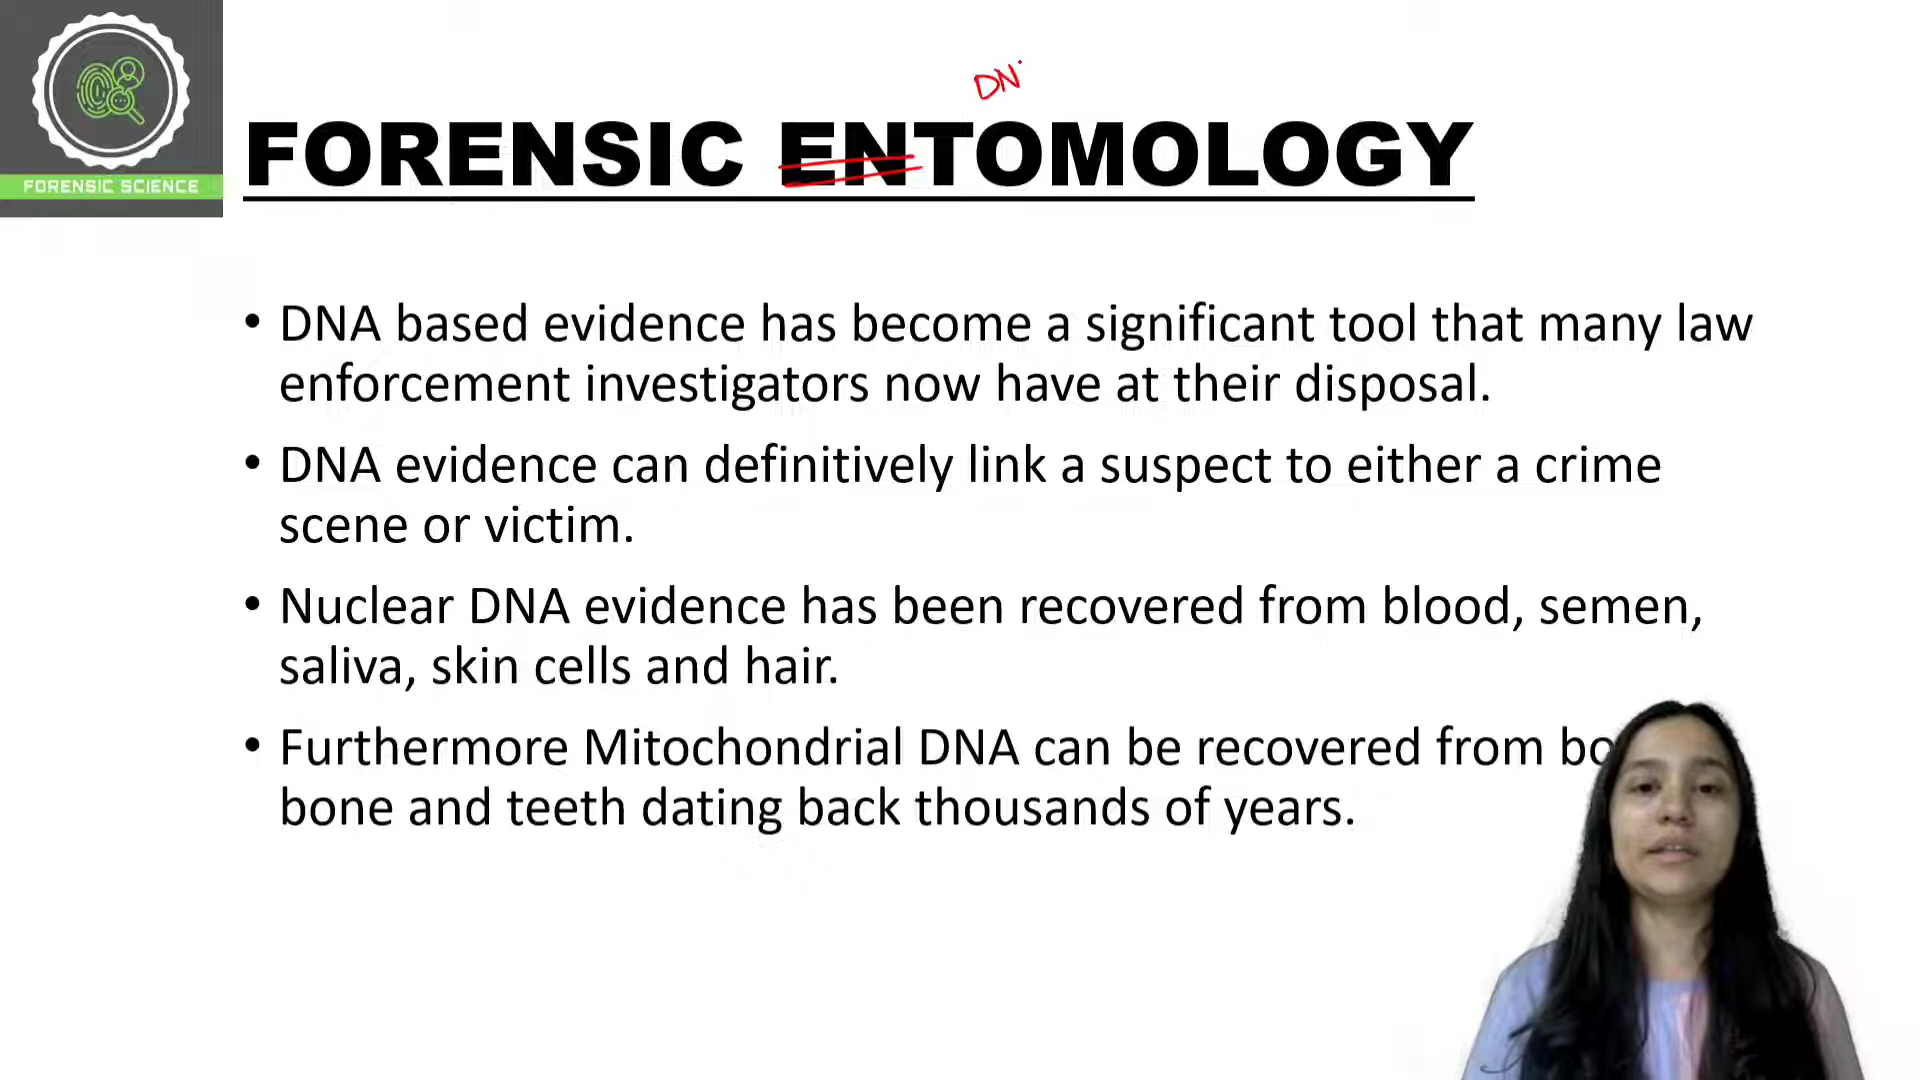 FORENSIC SCIENCE
DN
FORENSIC ENTOMOLOGY
• DNA based evidence has become a significant tool that many law
enforcement investigators now have at their disposal.
• DNA evidence can definitively link a suspect to either a crime
scene or victim.
• Nuclear DNA evidence has been recovered from blood, semen,
saliva, skin cells and hair.
• Furthermore Mitochondrial DNA can be recovered from
bone and teeth dating back thousands of years.